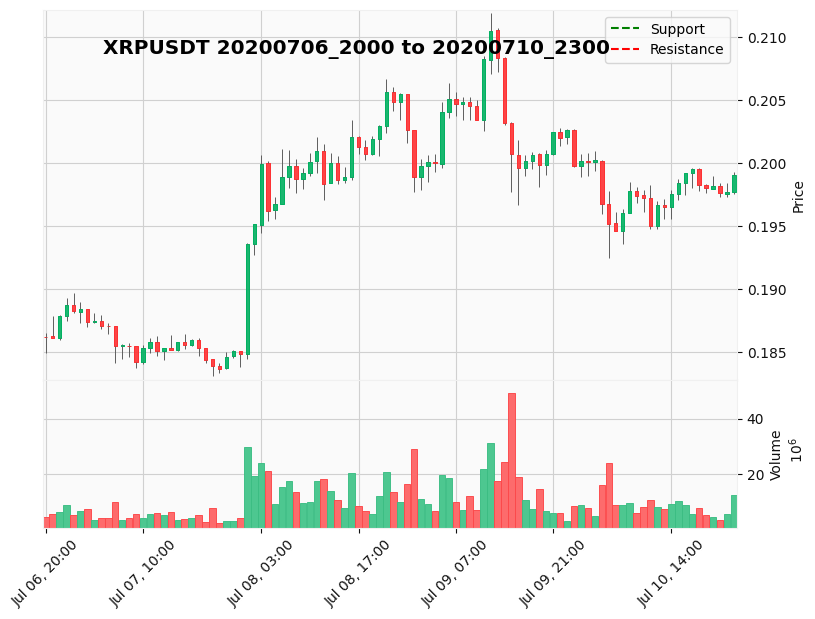 XRPUSDT 20200706_2000 to 20200710_2300
Support
Resistance
0.210
0.205
0.200
0.195
0.190
0.185
Price
40
20
Volume
10^6
Jul 06, 20:00
Jul 07, 10:00
Jul 08, 03:00
Jul 08, 17:00
Jul 09, 07:00
Jul 09, 21:00
Jul 10, 14:00